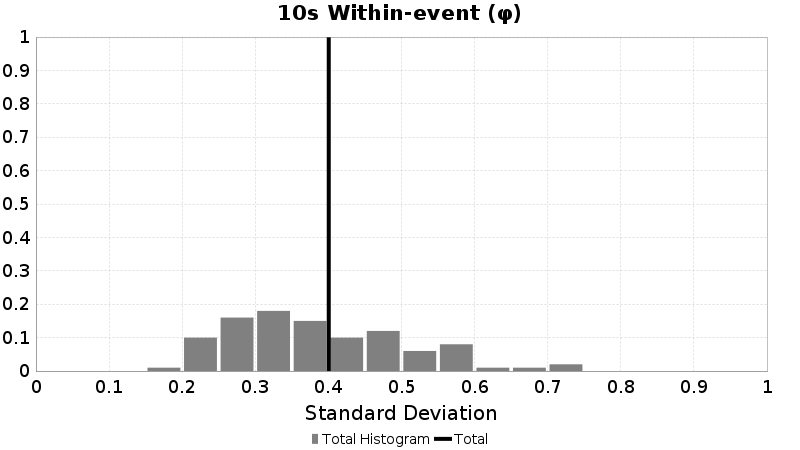 10s Within-event (φ)
1
0.9
0.8
0.7
0.6
0.5
0.4
0.3
0.2
0.1
0
0 0.1 0.2 0.3 0.4 0.5 0.6 0.7 0.8 0.9 1
Standard Deviation
Total Histogram Total